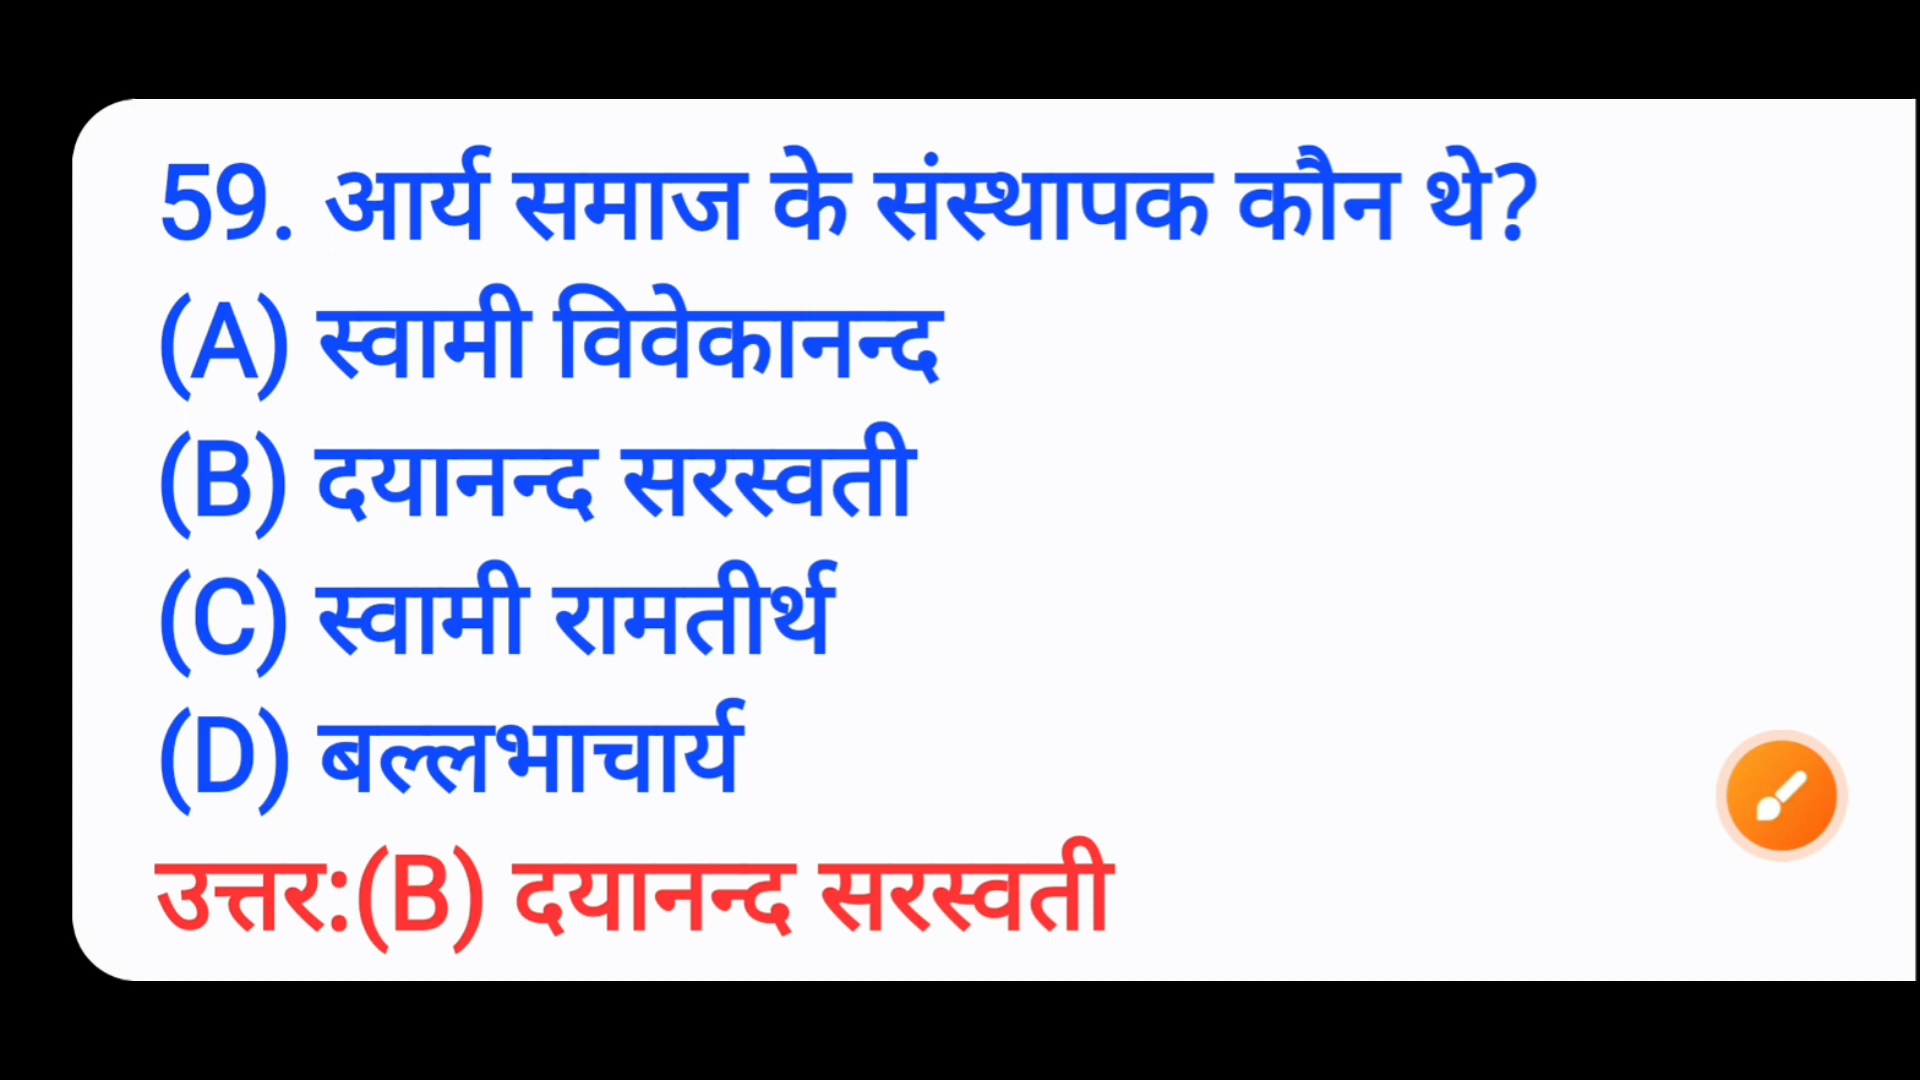 59. आर्य समाज के संस्थापक कौन थे?
(A) स्वामी विवेकानन्द
(B) दयानन्द सरस्वती
(C) स्वामी रामतीर्थ
(D) बल्लभाचार्य
उत्तर:(B) दयानन्द सरस्वती